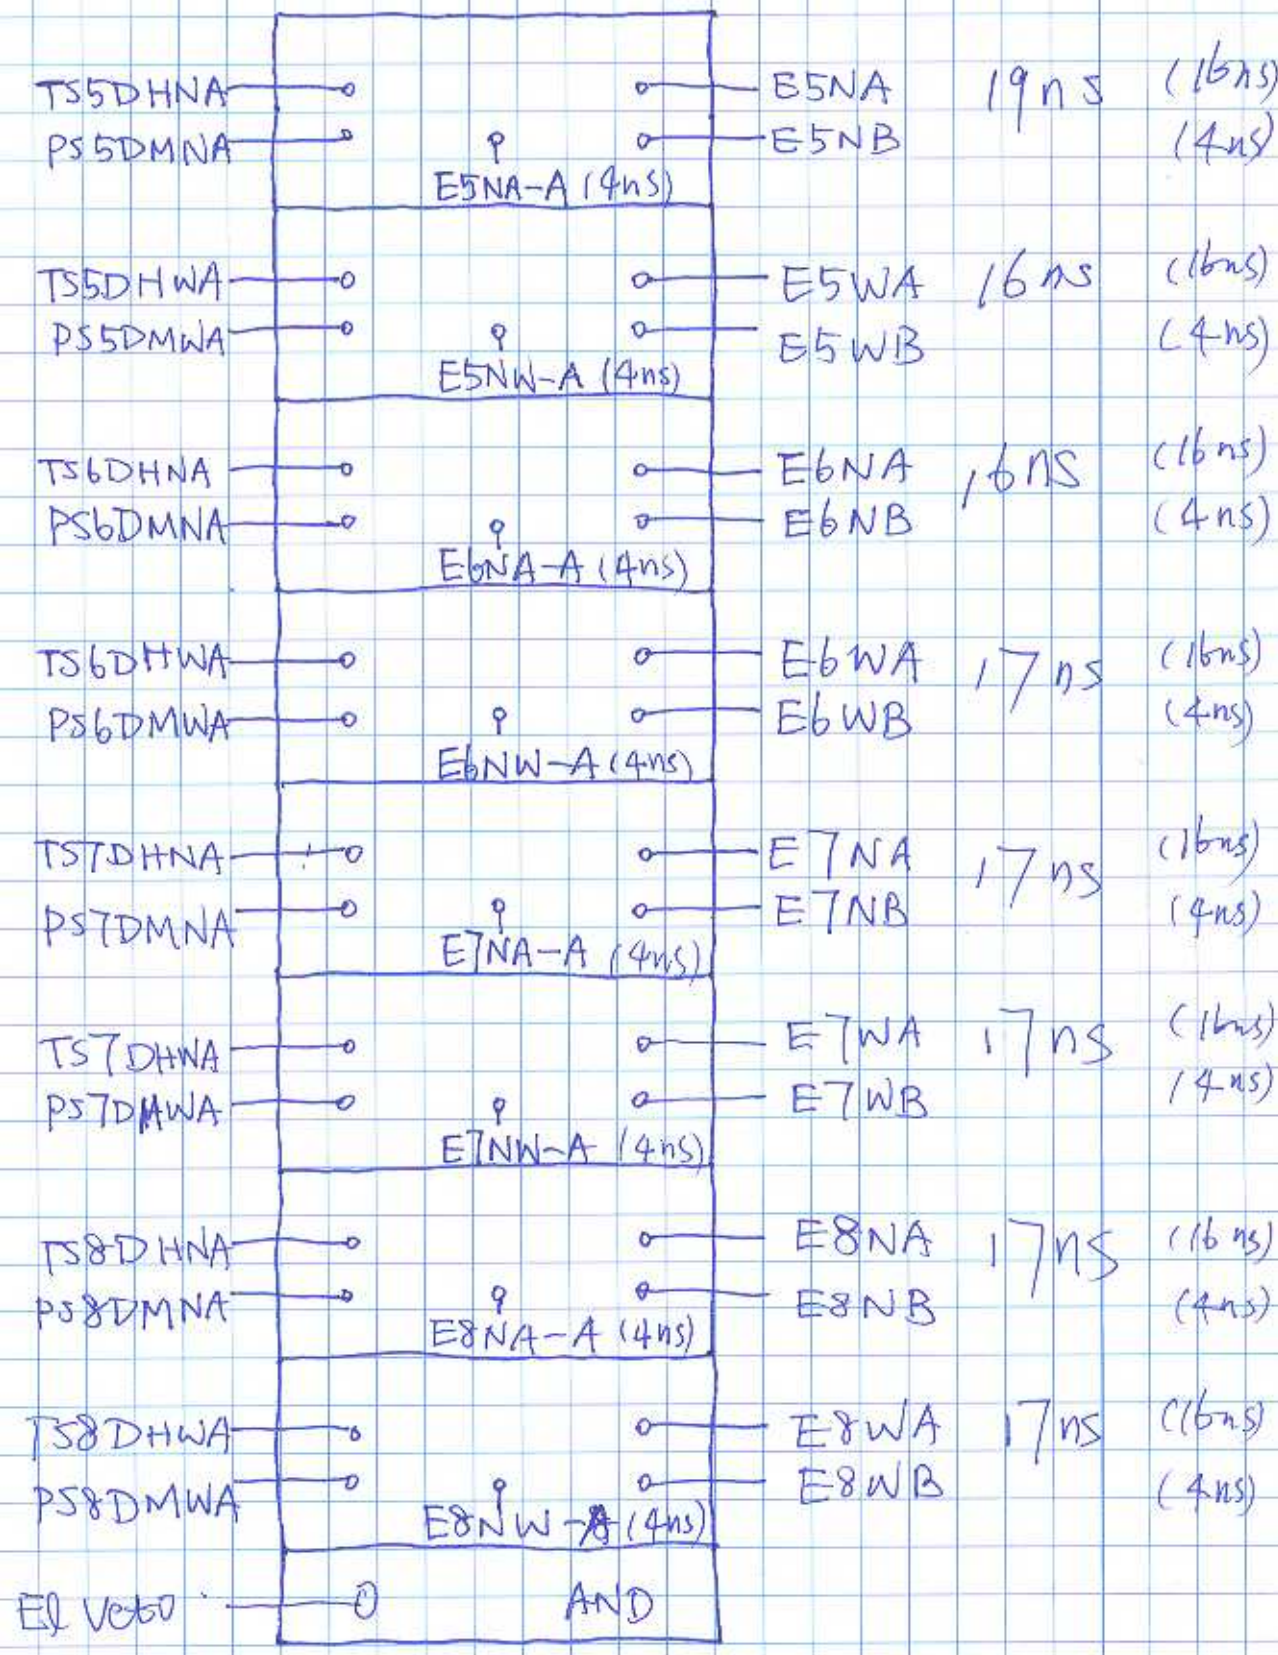 TS5DHNA E5NA 19ns (16ns)
PS5DMNA E5NB (4ns)
E5NA-A (4ns)
TS5DHWA E5WA 16ns (16ns)
PS5DMWA E5WB (4ns)
E5NW-A (4ns)
TS6DHNA E6NA 16ns (16ns)
PS6DMNA E6NB (4ns)
E6NA-A (4ns)
TS6DHWA E6WA 17ns (16ns)
PS6DMWA E6WB (4ns)
E6NW-A (4ns)
TS7DHNA E7NA 17ns (16ns)
PS7DMNA E7NB (4ns)
E7NA-A (4ns)
TS7DHWA E7WA 17ns (16ns)
PS7DMWA E7WB (4ns)
E7NW-A (4ns)
TS8DHNA E8NA 17ns (16ns)
PS8DMNA E8NB (4ns)
E8NA-A (4ns)
TS8DHWA E8WA 17ns (16ns)
PS8DMWA E8WB (4ns)
E8NW-A (4ns)
El Veto AND